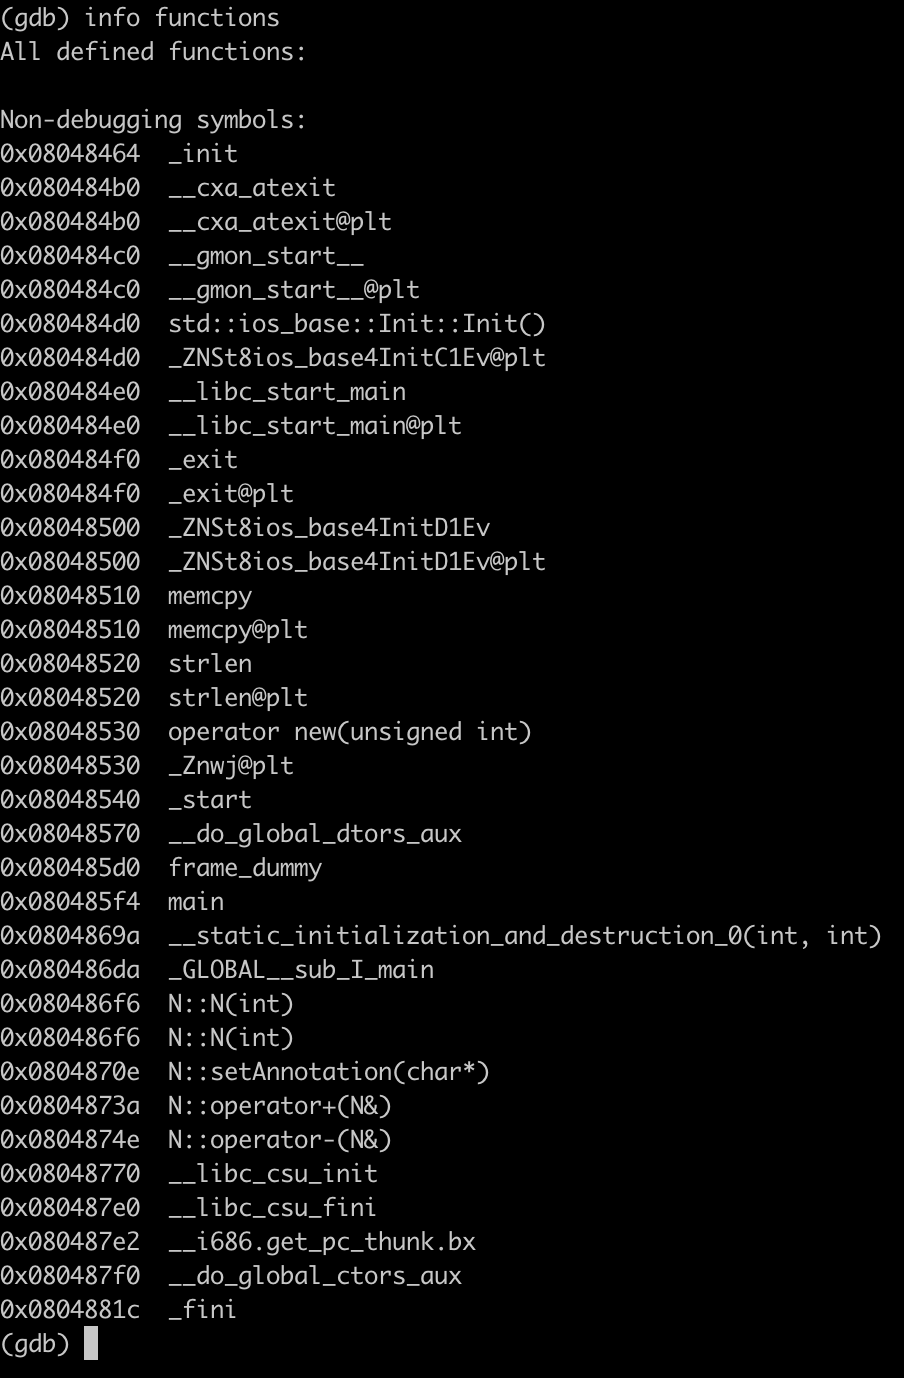 (gdb) info functions
All defined functions:

Non-debugging symbols:
0x08048464  _init
0x080484b0  __cxa_atexit
0x080484b0  __cxa_atexit@plt
0x080484c0  __gmon_start__
0x080484c0  __gmon_start__@plt
0x080484d0  std::ios_base::Init::Init()
0x080484d0  _ZNSt8ios_base4InitC1Ev@plt
0x080484e0  __libc_start_main
0x080484e0  __libc_start_main@plt
0x080484f0  _exit
0x080484f0  _exit@plt
0x08048500  _ZNSt8ios_base4InitD1Ev
0x08048500  _ZNSt8ios_base4InitD1Ev@plt
0x08048510  memcpy
0x08048510  memcpy@plt
0x08048520  strlen
0x08048520  strlen@plt
0x08048530  operator new(unsigned int)
0x08048530  _Znwj@plt
0x08048540  _start
0x08048570  __do_global_dtors_aux
0x080485d0  frame_dummy
0x080485f4  main
0x0804869a  __static_initialization_and_destruction_0(int, int)
0x080486da  _GLOBAL__sub_I_main
0x080486f6  N::N(int)
0x080486f6  N::N(int)
0x0804870e  N::setAnnotation(char*)
0x0804873a  N::operator+(N&)
0x0804874e  N::operator-(N&)
0x08048770  __libc_csu_init
0x080487e0  __libc_csu_fini
0x080487e2  __i686.get_pc_thunk.bx
0x080487f0  __do_global_ctors_aux
0x0804881c  _fini
(gdb)